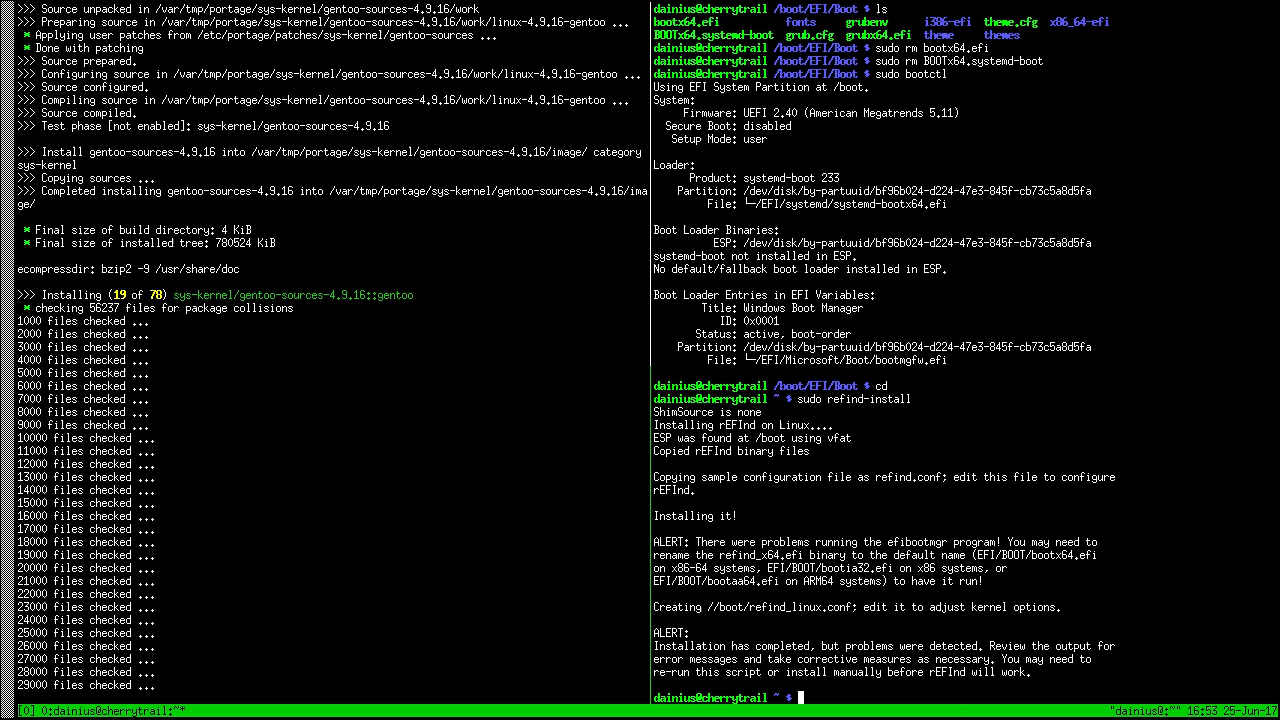 >>> Source unpacked in /var/tmp/portage/sys-kernel/gentoo-sources-4.9.16/work
>>> Preparing source in /var/tmp/portage/sys-kernel/gentoo-sources-4.9.16/work/linux-4.9.16-gentoo ...
* Applying user patches from /etc/portage/patches/sys-kernel/gentoo-sources ...
* Done with patching
>>> Source prepared.
>>> Configuring source in /var/tmp/portage/sys-kernel/gentoo-sources-4.9.16/work/linux-4.9.16-gentoo ...
>>> Source configured.
>>> Compiling source in /var/tmp/portage/sys-kernel/gentoo-sources-4.9.16/work/linux-4.9.16-gentoo ...
>>> Source compiled.
>>> Test phase [not enabled]: sys-kernel/gentoo-sources-4.9.16
>>> Install gentoo-sources-4.9.16 into /var/tmp/portage/sys-kernel/gentoo-sources-4.9.16/image/ category
sys-kernel
>>> Copying sources ...
>>> Completed installing gentoo-sources-4.9.16 into /var/tmp/portage/sys-kernel/gentoo-sources-4.9.16/ima
ge/
* Final size of build directory: 4 KiB
* Final size of installed tree: 780524 KiB
ecompressdir: bzip2 -9 /usr/share/doc
>>> Installing (19 of 78) sys-kernel/gentoo-sources-4.9.16::gentoo
* checking 56237 files for package collisions
1000 files checked ...
2000 files checked ...
3000 files checked ...
4000 files checked ...
5000 files checked ...
6000 files checked ...
7000 files checked ...
8000 files checked ...
9000 files checked ...
10000 files checked ...
11000 files checked ...
12000 files checked ...
13000 files checked ...
14000 files checked ...
15000 files checked ...
16000 files checked ...
17000 files checked ...
18000 files checked ...
19000 files checked ...
20000 files checked ...
21000 files checked ...
22000 files checked ...
23000 files checked ...
24000 files checked ...
25000 files checked ...
26000 files checked ...
27000 files checked ...
28000 files checked ...
29000 files checked ...
dainius@cherrytrail /boot/EFI/Boot $ ls
bootx64.efi fonts grubenv i386-efi theme.cfg x86_64-efi
BOOTx64.systemd-boot grub.cfg grubx64.efi theme themes
dainius@cherrytrail /boot/EFI/Boot $ sudo rm bootx64.efi
dainius@cherrytrail /boot/EFI/Boot $ sudo rm BOOTx64.systemd-boot
dainius@cherrytrail /boot/EFI/Boot $ sudo bootctl
Using EFI System Partition at /boot.
System:
Firmware: UEFI 2.40 (American Megatrends 5.11)
Secure Boot: disabled
Setup Mode: user
Loader:
Product: systemd-boot 233
Partition: /dev/disk/by-partuuid/bf96b024-d224-47e3-845f-cb73c5a8d5fa
File: └─/EFI/systemd/systemd-bootx64.efi
Boot Loader Binaries:
ESP: /dev/disk/by-partuuid/bf96b024-d224-47e3-845f-cb73c5a8d5fa
systemd-boot not installed in ESP.
No default/fallback boot loader installed in ESP.
Boot Loader Entries in EFI Variables:
Title: Windows Boot Manager
ID: 0x0001
Status: active, boot-order
Partition: /dev/disk/by-partuuid/bf96b024-d224-47e3-845f-cb73c5a8d5fa
File: └─/EFI/Microsoft/Boot/bootmgfw.efi
dainius@cherrytrail /boot/EFI/Boot $ cd
dainius@cherrytrail ~ $ sudo refind-install
ShimSource is none
Installing rEFInd on Linux....
ESP was found at /boot using vfat
Copied rEFInd binary files
Copying sample configuration file as refind.conf; edit this file to configure
rEFInd.
Installing it!
ALERT: There were problems running the efibootmgr program! You may need to
rename the refind_x64.efi binary to the default name (EFI/BOOT/bootx64.efi
on x86-64 systems, EFI/BOOT/bootia32.efi on x86 systems, or
EFI/BOOT/bootaa64.efi on ARM64 systems) to have it run!
Creating //boot/refind_linux.conf; edit it to adjust kernel options.
ALERT:
Installation has completed, but problems were detected. Review the output for
error messages and take corrective measures as necessary. You may need to
re-run this script or install manually before rEFInd will work.
dainius@cherrytrail ~ $
[0] 0:dainius@cherrytrail:~* "dainius@:~" 16:53 25-Jun-17